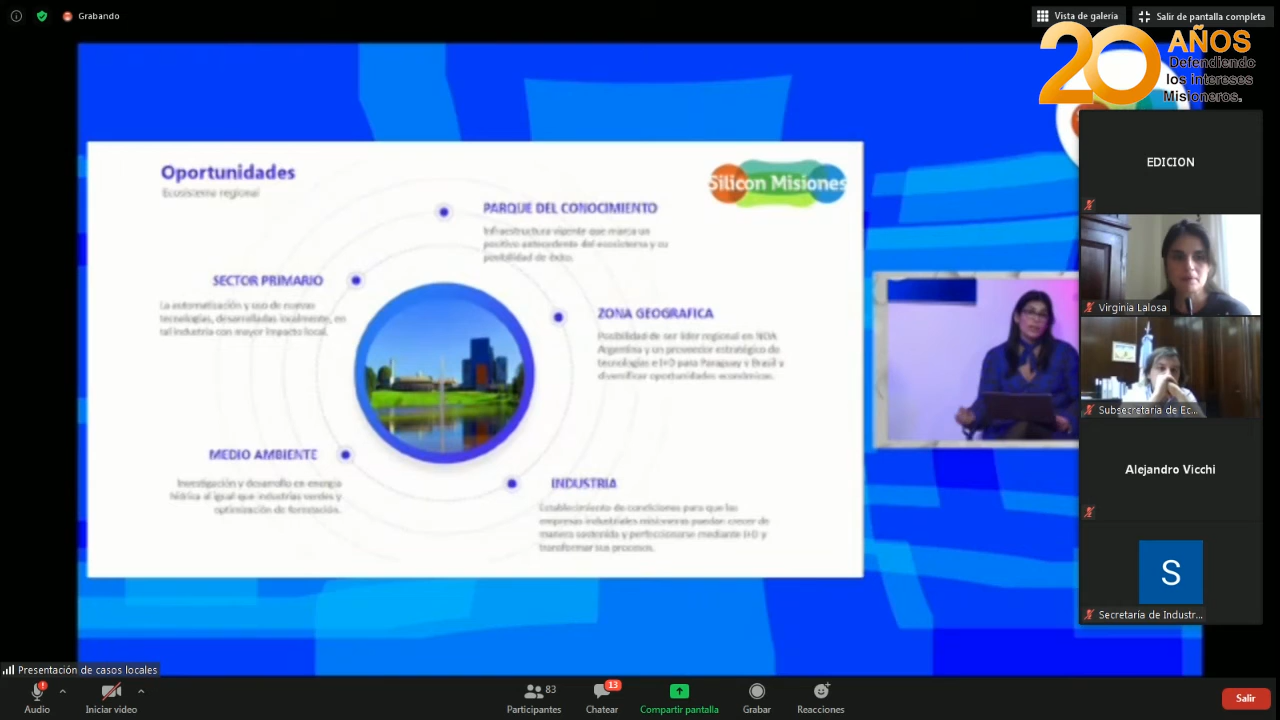 Grabando
Vista de galería
Salir de pantalla completa
20 AÑOS
Defendiendo
los intereses
Misioneros.
Oportunidades
Ecosistema regional
Silicon Misiones
PARQUE DEL CONOCIMIENTO
Infraestructura vigente que marca un
positivo antecedente del ecosistema y su
posibilidad de éxito.
SECTOR PRIMARIO
La automatización y uso de nuevas
tecnologías, desarrolladas localmente, en
tal industria con mayor impacto local.
ZONA GEOGRAFICA
Posibilidad de ser líder regional en NOA
Argentina y un proveedor estratégico de
tecnologías e I+D para Paraguay y Brasil y
diversificar oportunidades económicas.
MEDIO AMBIENTE
Investigación y desarrollo en energía
hídrica al igual que industrias verdes y
optimización de forestación.
INDUSTRIA
Establecimiento de condiciones para que las
empresas industriales misioneras puedan crecer de
manera sostenida y perfeccionarse mediante I+D y
transformar sus procesos.
EDICION
Virginia Lalosa
Subsecretaría de Ec...
Alejandro Vicchi
S
Secretaría de Industr...
Presentación de casos locales
Audio
Iniciar video
83
Participantes
13
Chatear
Compartir pantalla
Grabar
Reacciones
Salir